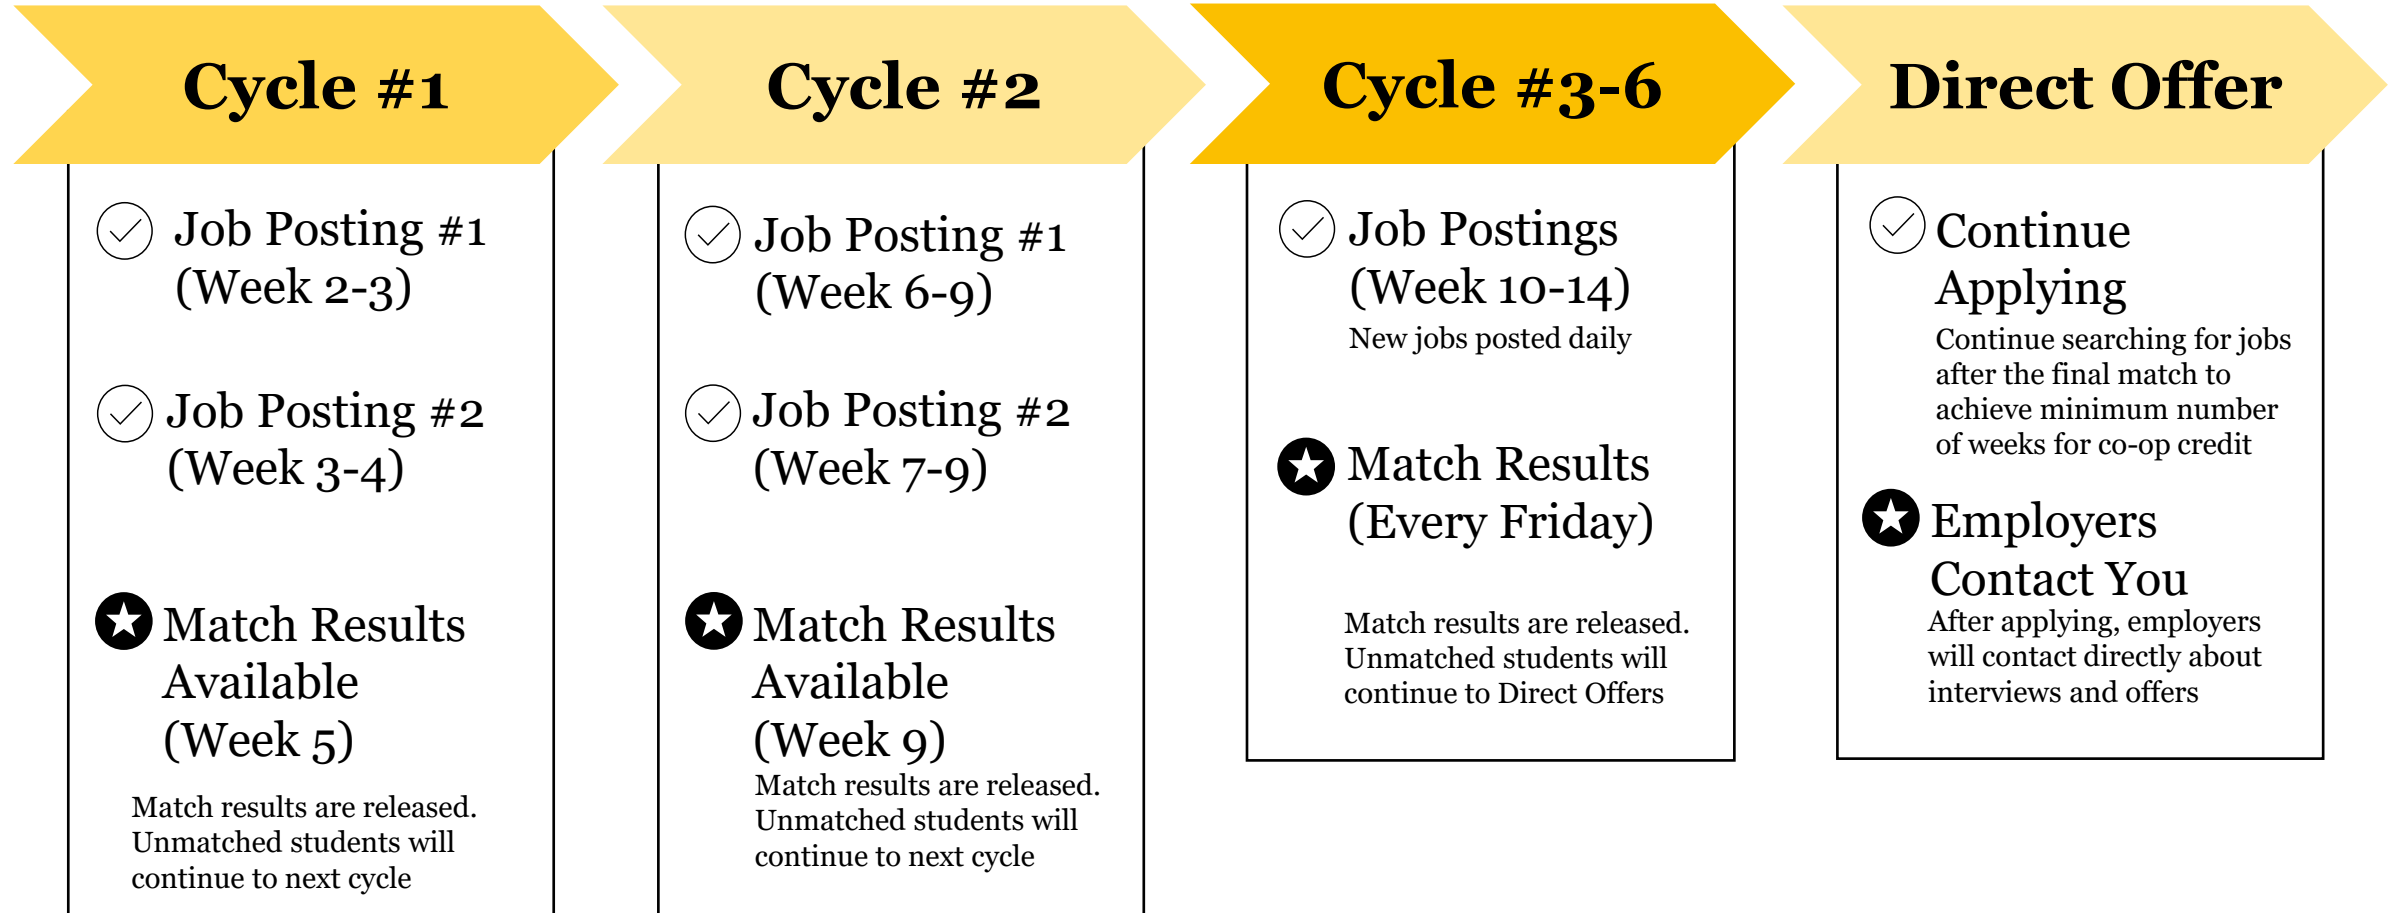 Cycle #1
Job Posting #1
(Week 2-3)
Job Posting #2
(Week 3-4)
Match Results
Available
(Week 5)
Match results are released.
Unmatched students will
continue to next cycle
Cycle #2
Job Posting #1
(Week 6-9)
Job Posting #2
(Week 7-9)
Match Results
Available
(Week 9)
Match results are released.
Unmatched students will
continue to next cycle
Cycle #3-6
Job Postings
(Week 10-14)
New jobs posted daily
Match Results
(Every Friday)
Match results are released.
Unmatched students will
continue to Direct Offers
Direct Offer
Continue
Applying
Continue searching for jobs
after the final match to
achieve minimum number
of weeks for co-op credit
Employers
Contact You
After applying, employers
will contact directly about
interviews and offers